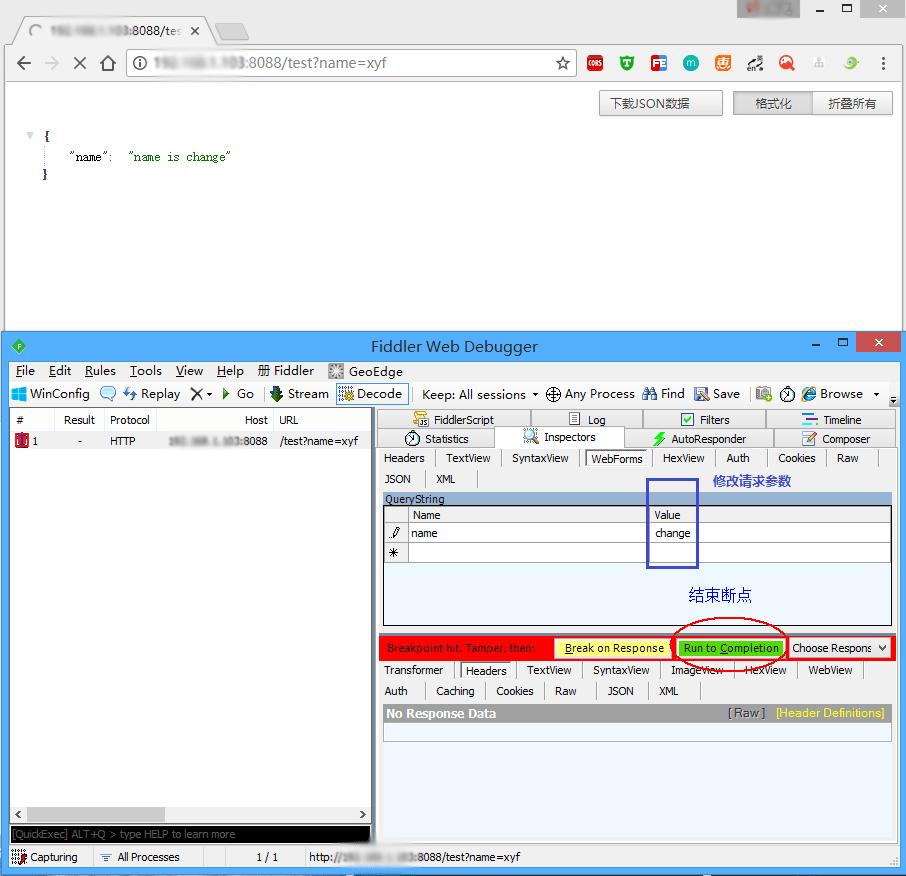 :8088/tes
.103:8088/test?name=xyf
下载JSON数据 格式化 折叠所有
{
"name": "name is change"
}
Fiddler Web Debugger
File Edit Rules Tools View Help 册 Fiddler GeoEdge
WinConfig Replay Go Stream Decode Keep: All sessions Any Process Find Save Browse
# Result Protocol Host URL
1 - HTTP :8088 /test?name=xyf
FiddlerScript Log Filters Timeline
Statistics Inspectors AutoResponder Composer
Headers TextView SyntaxView WebForms HexView Auth Cookies Raw
JSON XML
修改请求参数
QueryString
Name Value
name change
结束断点
Breakpoint hit. Tamper, then: Break on Response Run to Completion Choose Respons
Transformer Headers TextView SyntaxView ImageView HexView WebView
Auth Caching Cookies Raw JSON XML
No Response Data [Raw] [Header Definitions]
[QuickExec] ALT+Q > type HELP to learn more
Capturing All Processes 1 / 1 http:// :8088/test?name=xyf